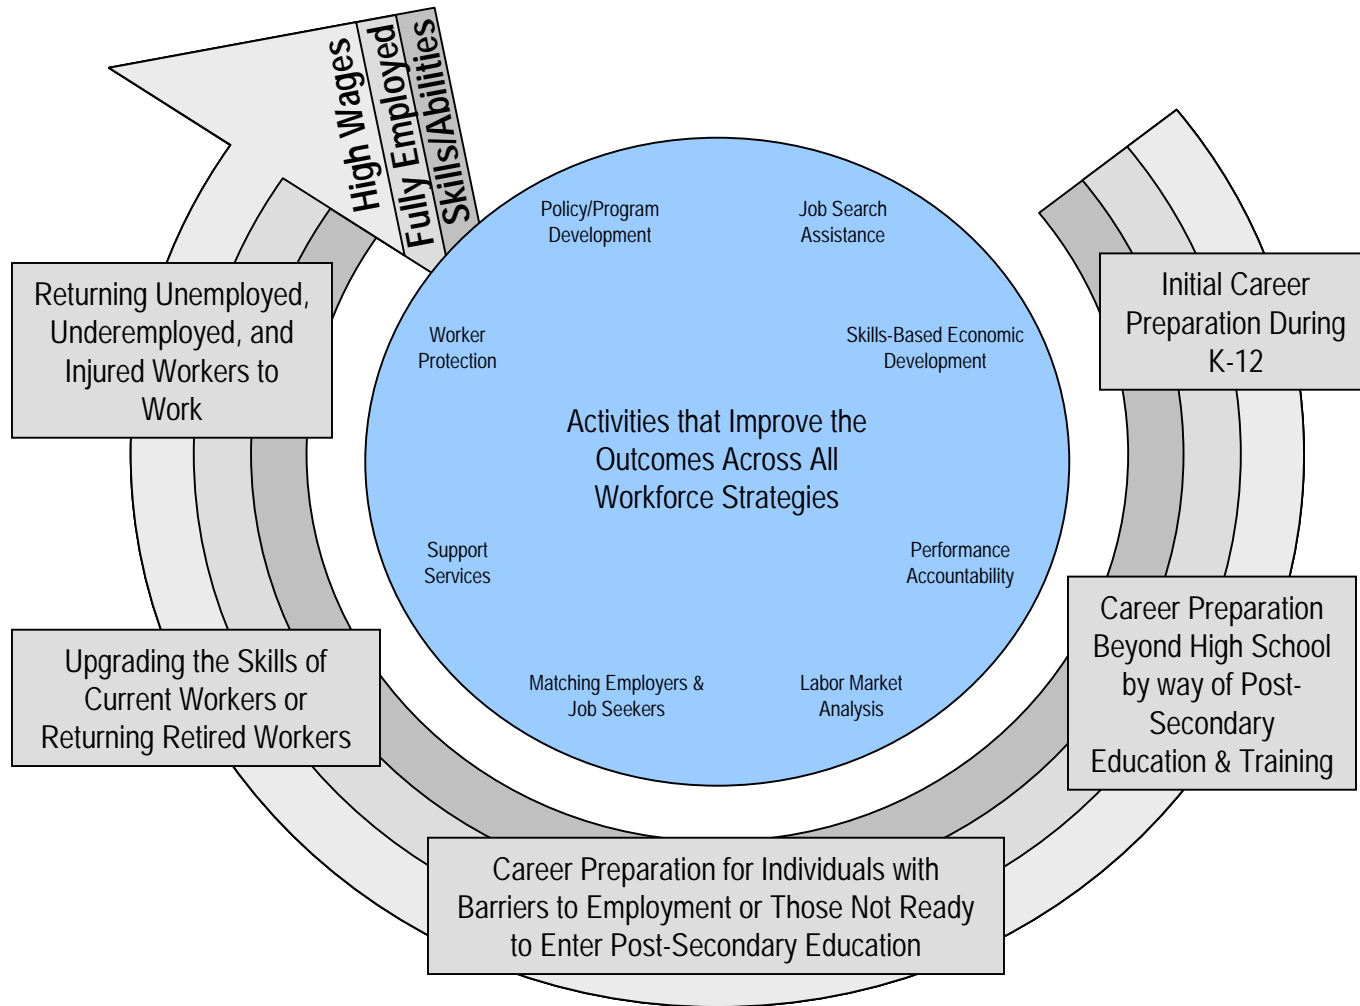 High Wages
Fully Employed
Skills/Abilities
Policy/Program
Development
Job Search
Assistance
Returning Unemployed,
Underemployed, and
Injured Workers to
Work
Worker
Protection
Skills-Based Economic
Development
Initial Career
Preparation During
K-12
Activities that Improve the
Outcomes Across All
Workforce Strategies
Support
Services
Performance
Accountability
Upgrading the Skills of
Current Workers or
Returning Retired Workers
Matching Employers &
Job Seekers
Labor Market
Analysis
Career Preparation
Beyond High School
by way of Post-
Secondary
Education & Training
Career Preparation for Individuals with
Barriers to Employment or Those Not Ready
to Enter Post-Secondary Education